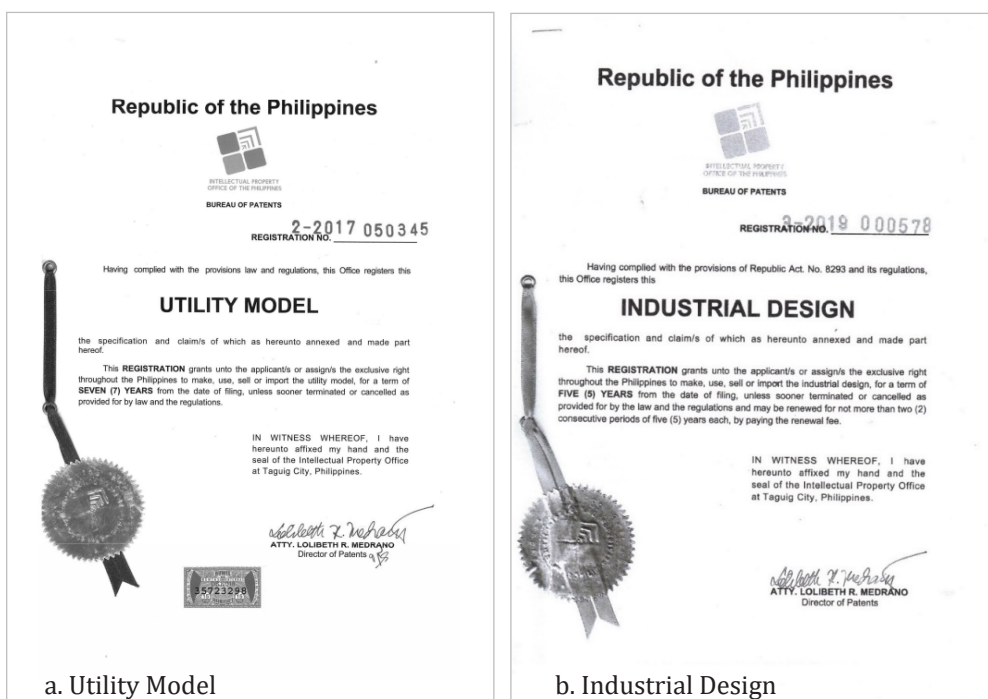 Republic of the Philippines
INTELLECTUAL PROPERTY
OFFICE OF THE PHILIPPINES
BUREAU OF PATENTS
2-2017 050345
REGISTRATION NO.
Having complied with the provisions law and regulations, this Office registers this
UTILITY MODEL
the specification and claim/s of which as hereunto annexed and made part
hereof.
This REGISTRATION grants unto the applicant/s or assign/s the exclusive right
throughout the Philippines to make, use, sell or import the utility model, for a term of
SEVEN (7) YEARS from the date of filing, unless sooner terminated or cancelled as
provided for by law and the regulations.
IN WITNESS WHEREOF, I have
hereunto affixed my hand and the
seal of the Intellectual Property Office
at Taguig City, Philippines.
ATTY. LOLIBETH R. MEDRANO
Director of Patents
35723298
a. Utility Model
Republic of the Philippines
INTELLECTUAL PROPERTY
OFFICE OF THE PHILIPPINES
BUREAU OF PATENTS
REGISTRATION NO. 3-2019 000578
Having complied with the provisions of Republic Act. No. 8293 and its regulations,
this Office registers this
INDUSTRIAL DESIGN
the specification and claim/s of which as hereunto annexed and made part
hereof.
This REGISTRATION grants unto the applicant/s or assign/s the exclusive right
throughout the Philippines to make, use, sell or import the industrial design, for a term of
FIVE (5) YEARS from the date of filing, unless sooner terminated or cancelled as
provided for by the law and the regulations and may be renewed for not more than two (2)
consecutive periods of five (5) years each, by paying the renewal fee.
IN WITNESS WHEREOF, I have
hereunto affixed my hand and the
seal of the Intellectual Property Office
at Taguig City, Philippines.
ATTY. LOLIBETH R. MEDRANO
Director of Patents
b. Industrial Design